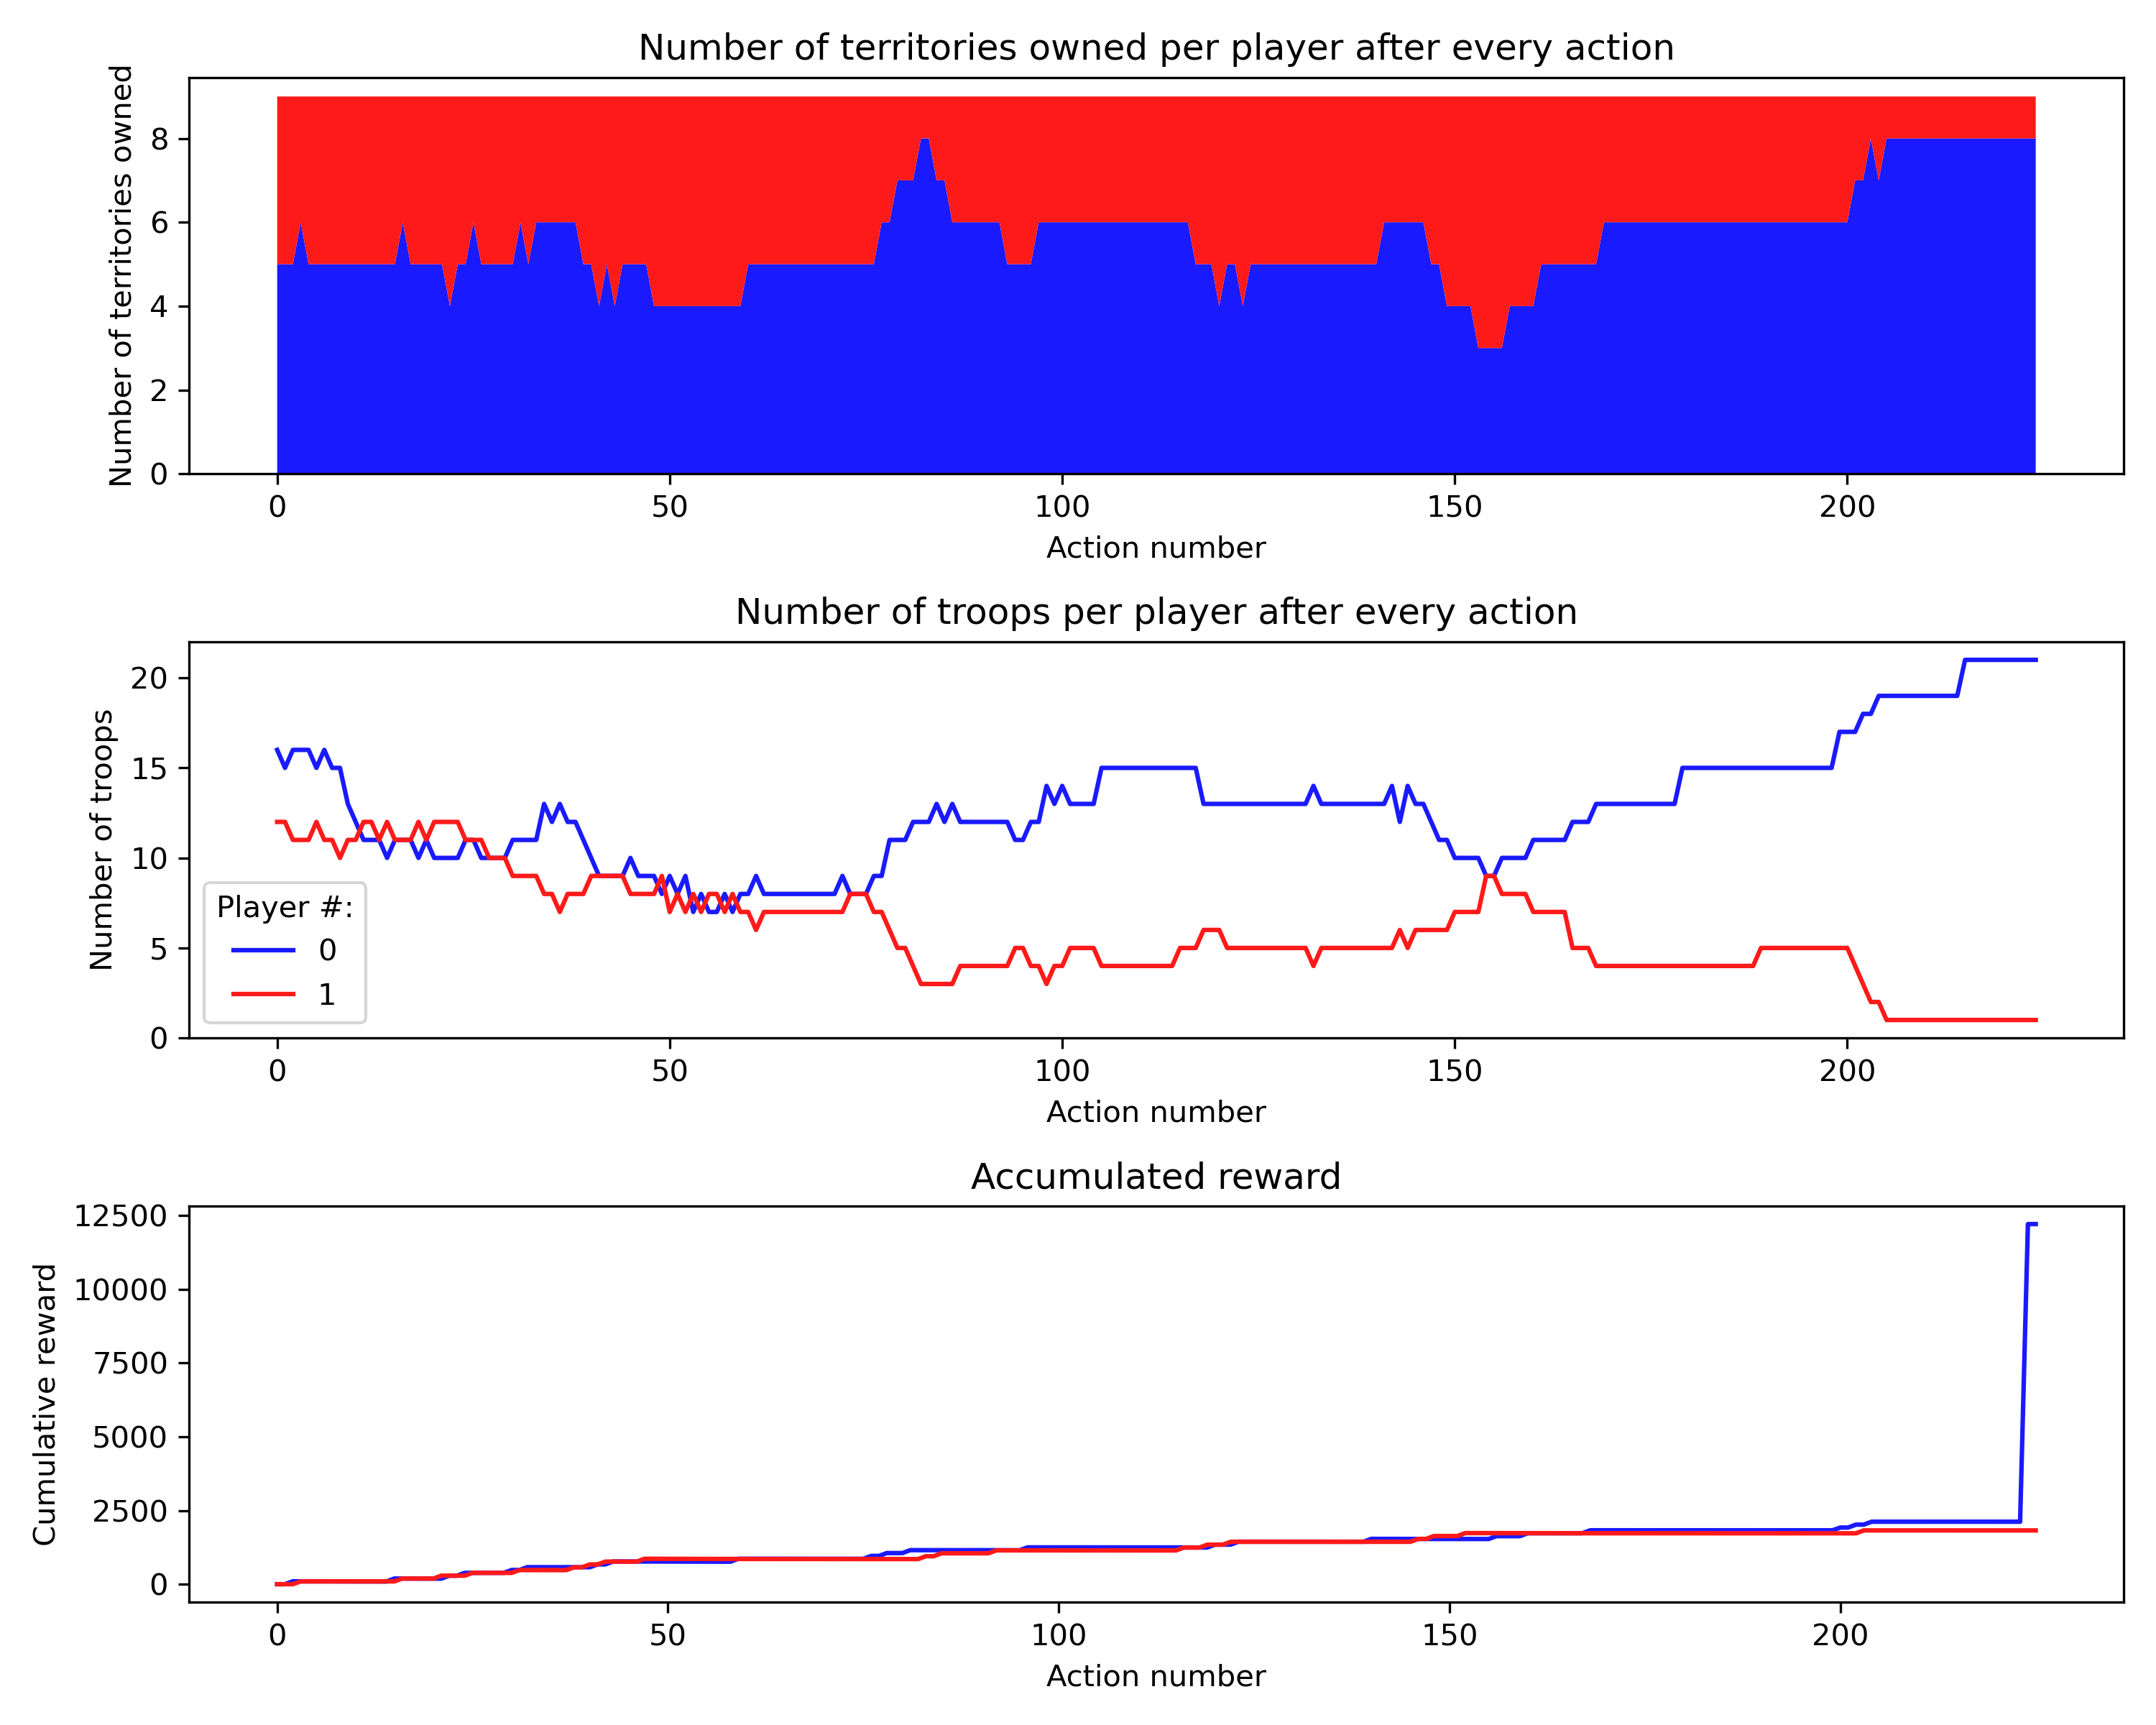 Number of territories owned per player after every action
Number of territories owned
8
6
4
2
0
0 50 100 150 200
Action number
Number of troops per player after every action
Number of troops
20
15
10
5
0
Player #:
0
1
0 50 100 150 200
Action number
Accumulated reward
Cumulative reward
12500
10000
7500
5000
2500
0
0 50 100 150 200
Action number